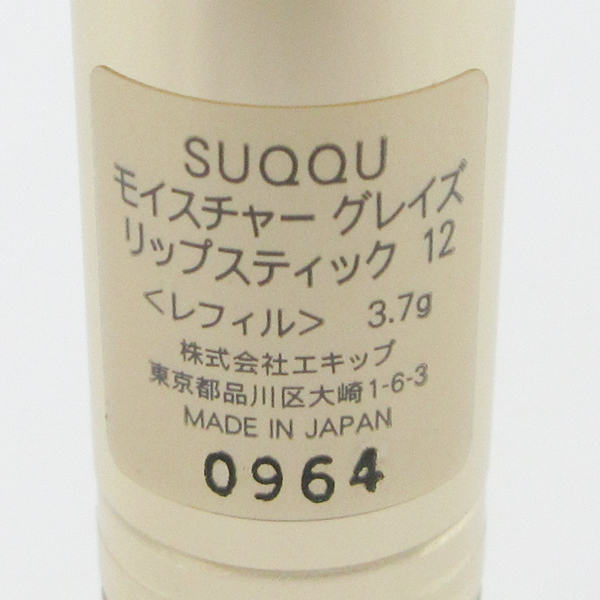 SUQQU
モイスチャー グレイズ
リップスティック 12
<レフィル> 3.7g
株式会社エキップ
東京都品川区大崎1-6-3
MADE IN JAPAN
0964